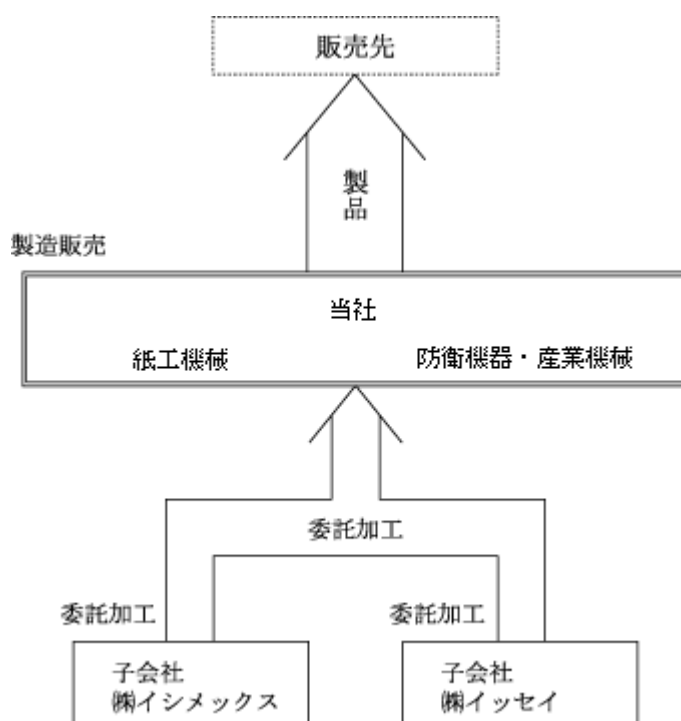 販売先
製品
製造販売
当社
紙工機械 防衛機器・産業機械
委託加工
委託加工 委託加工
子会社 子会社
㈱イシメックス ㈱イッセイ